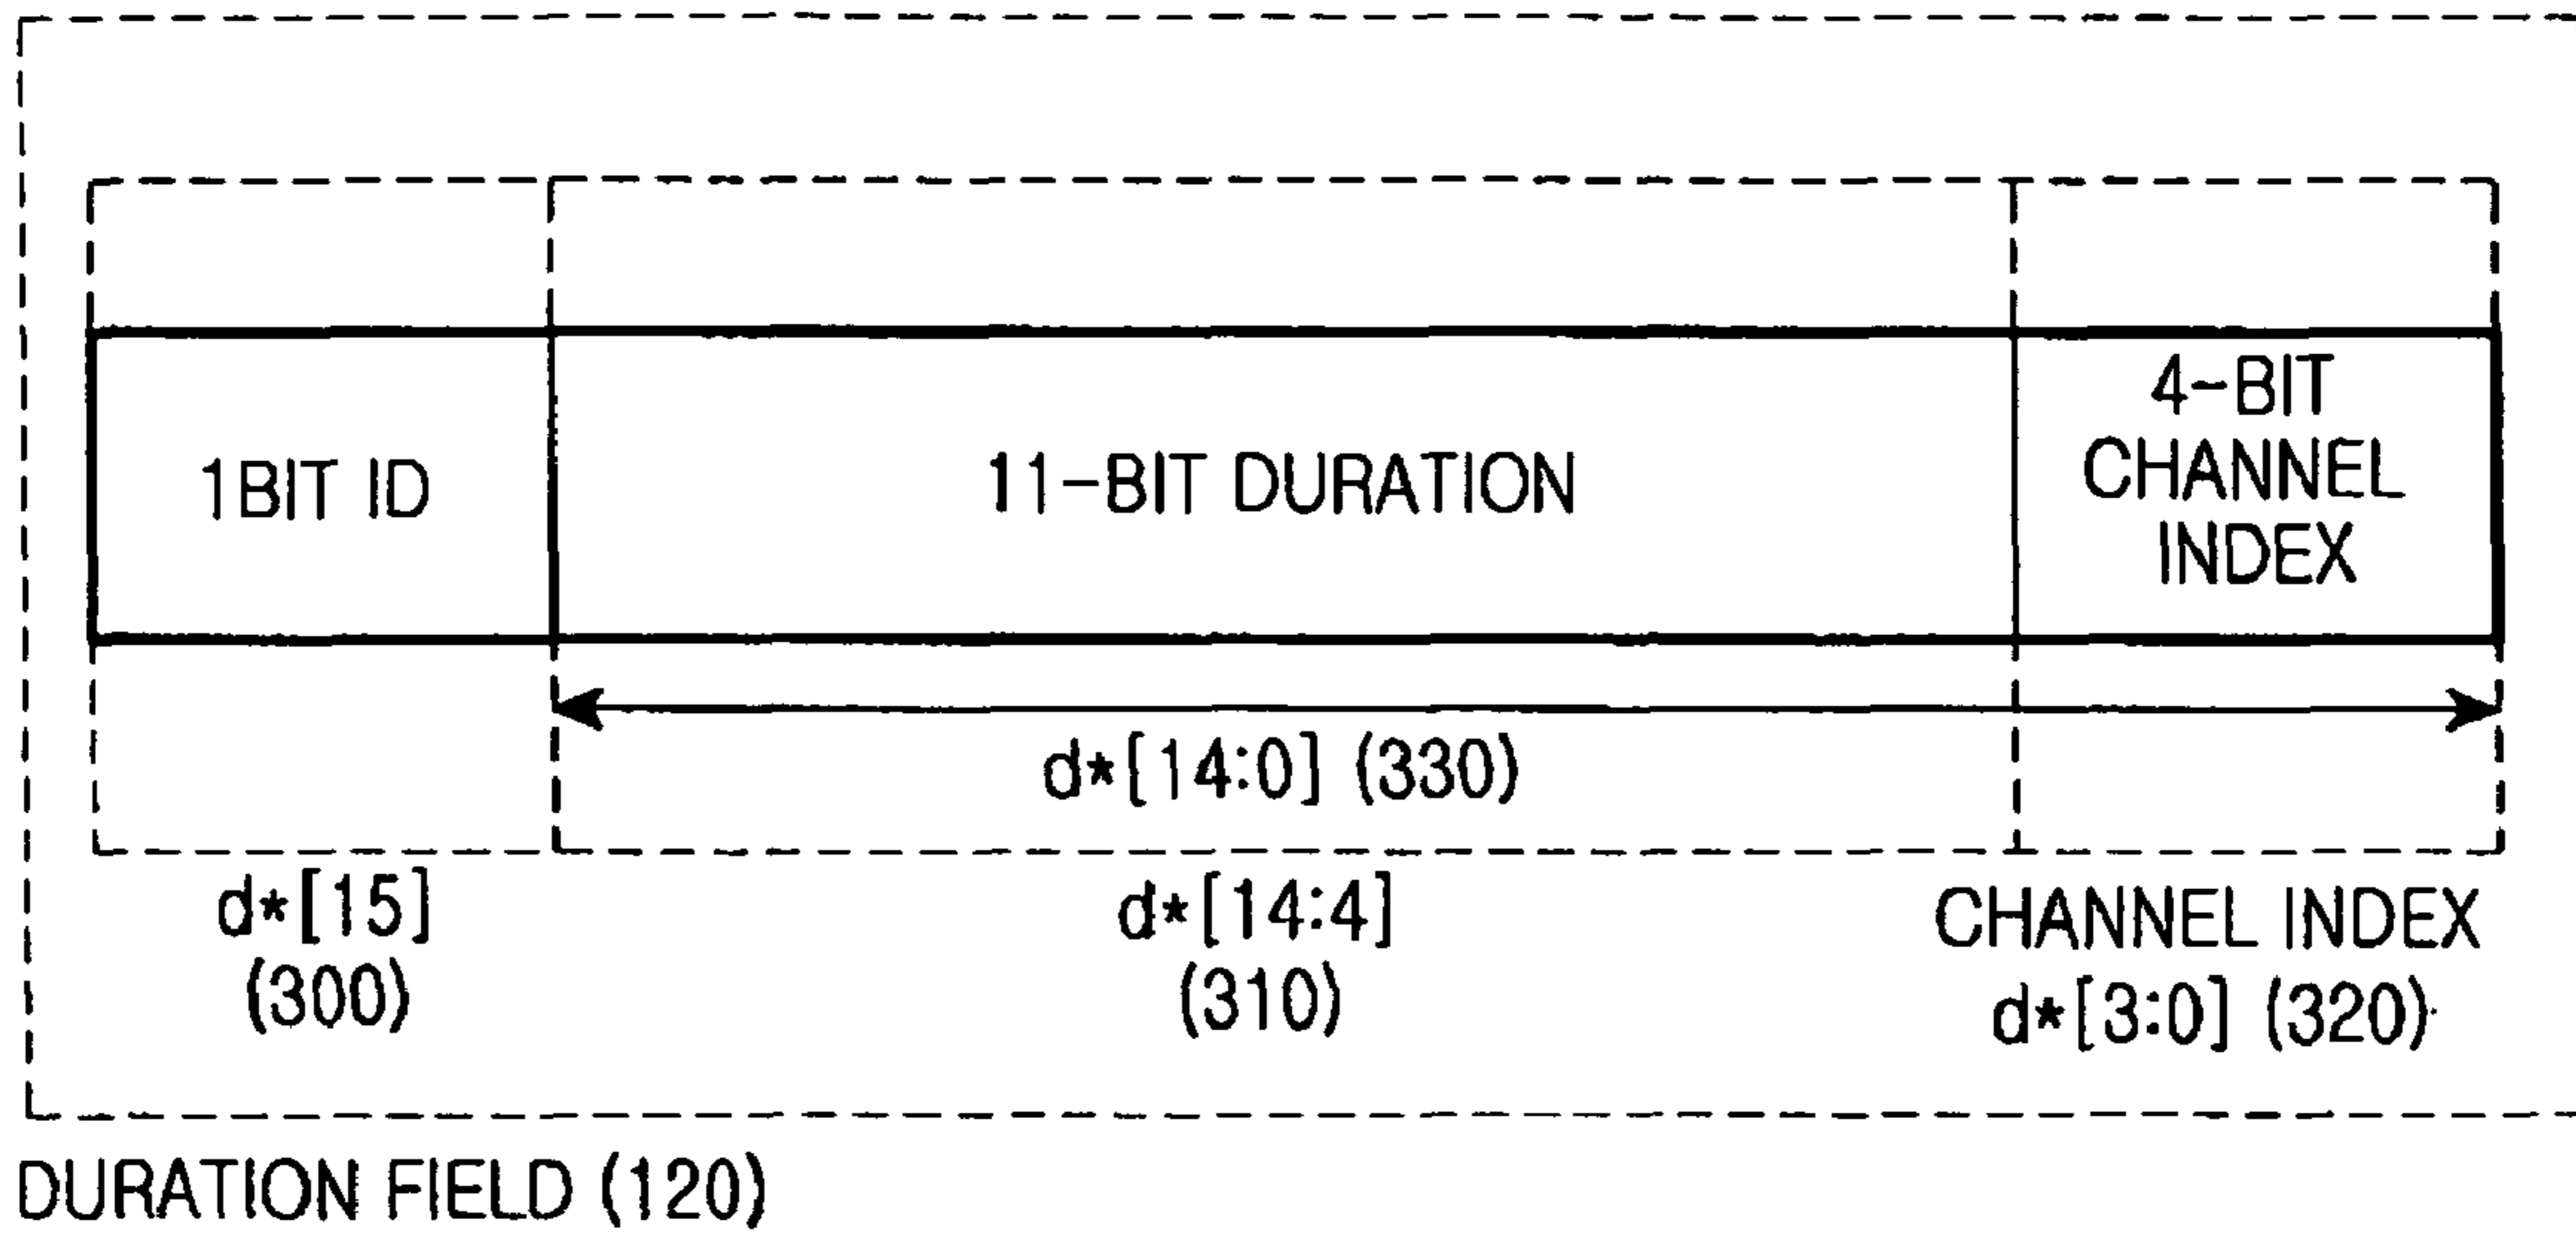 1BIT ID
11-BIT DURATION
4-BIT
CHANNEL
INDEX
d*[14:0] (330)
d*[15]
(300)
d*[14:4]
(310)
CHANNEL INDEX
d*[3:0] (320)
DURATION FIELD (120)